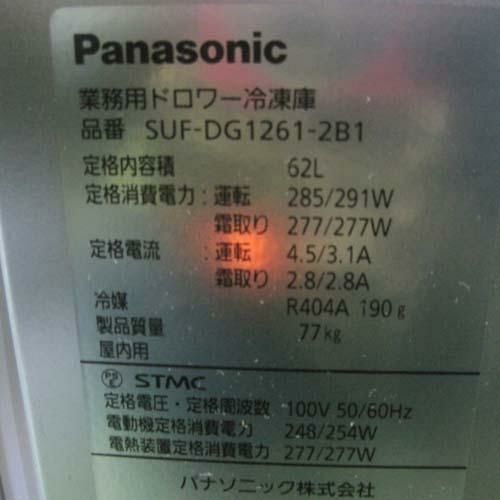 Panasonic
業務用ドロワー冷凍庫
品番 SUF-DG1261-2B1
定格内容積 62L
定格消費電力:運転 285/291W
霜取り 277/277W
定格電流 :運転 4.5/3.1A
霜取り 2.8/2.8A
冷媒 R404A 190g
製品質量 77kg
屋内用
PS E STMC
定格電圧・定格周波数 100V 50/60Hz
電動機定格消費電力 248/254W
電熱装置定格消費電力 277/277W
パナソニック株式会社